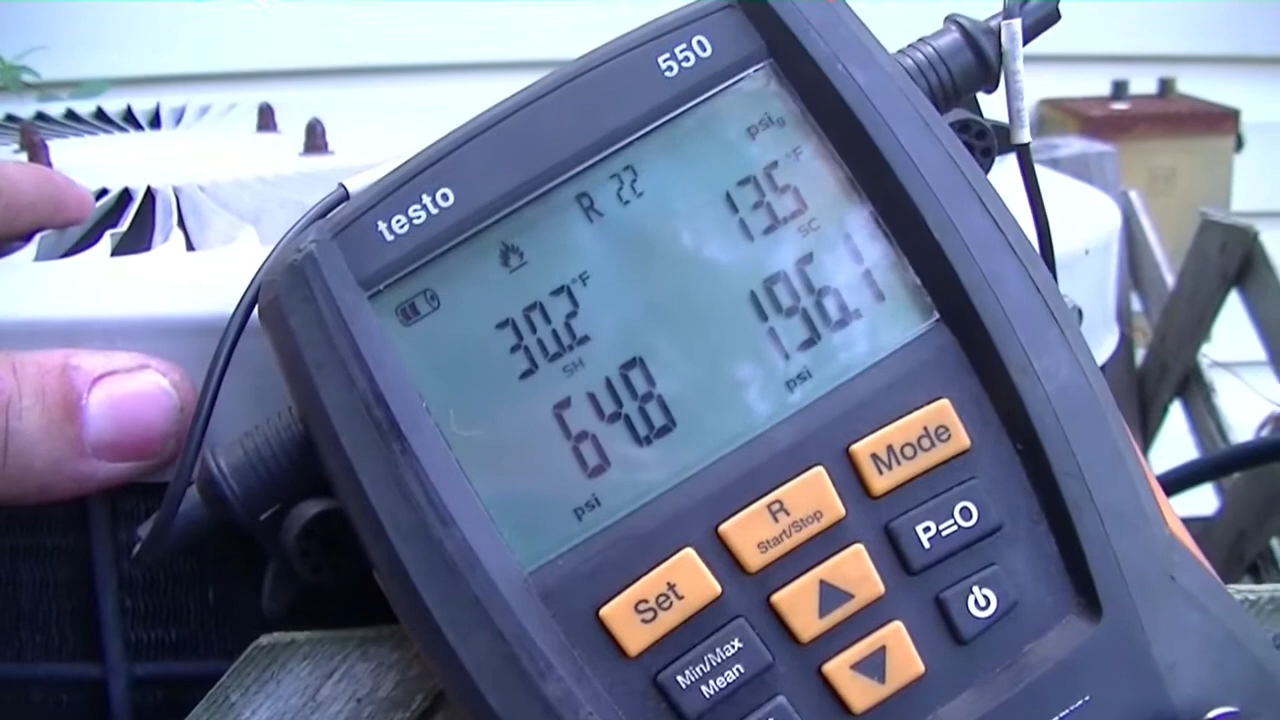 testo 550
R 22
psig
30.2°F
SH
13.5°F
SC
64.8
psi
196.1
psi
Set
R
Start/Stop
Mode
Min/Max
Mean
▲
P=0
▼